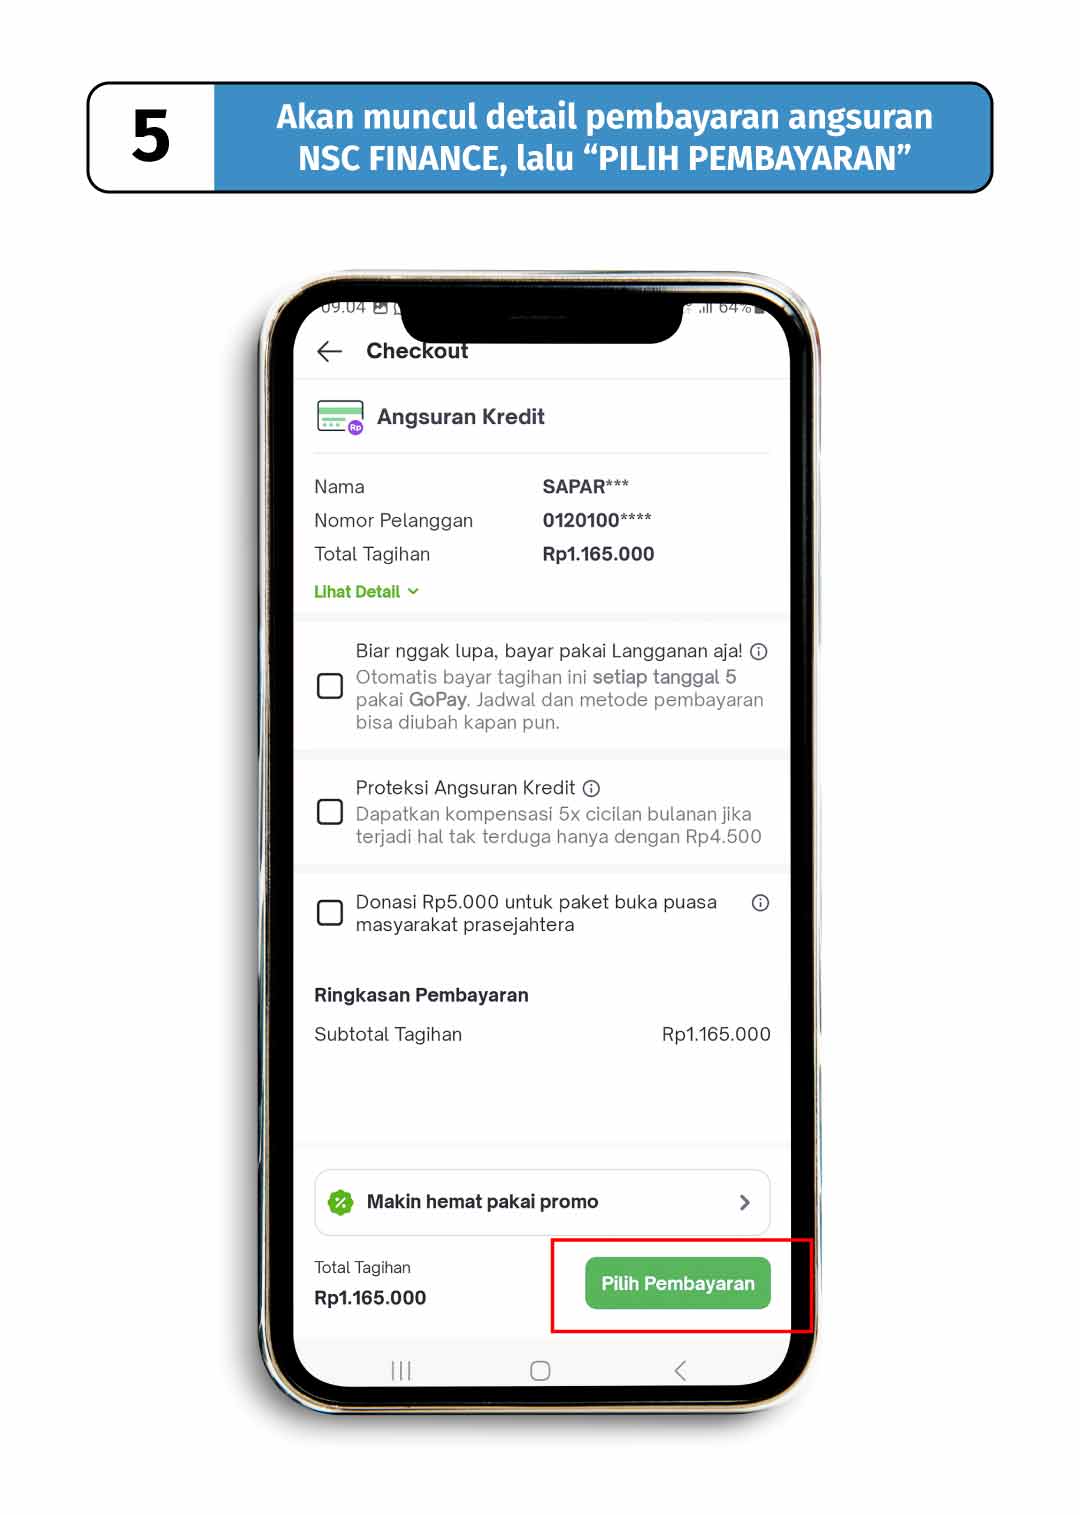 5
Akan muncul detail pembayaran angsuran
NSC FINANCE, lalu “PILIH PEMBAYARAN”
09.04 64%
Checkout
Rp
Angsuran Kredit
Nama SAPAR***
Nomor Pelanggan 0120100****
Total Tagihan Rp1.165.000
Lihat Detail
Biar nggak lupa, bayar pakai Langganan aja!
Otomatis bayar tagihan ini setiap tanggal 5
pakai GoPay. Jadwal dan metode pembayaran
bisa diubah kapan pun.
Proteksi Angsuran Kredit
Dapatkan kompensasi 5x cicilan bulanan jika
terjadi hal tak terduga hanya dengan Rp4.500
Donasi Rp5.000 untuk paket buka puasa
masyarakat prasejahtera
Ringkasan Pembayaran
Subtotal Tagihan Rp1.165.000
Makin hemat pakai promo
Total Tagihan
Rp1.165.000
Pilih Pembayaran